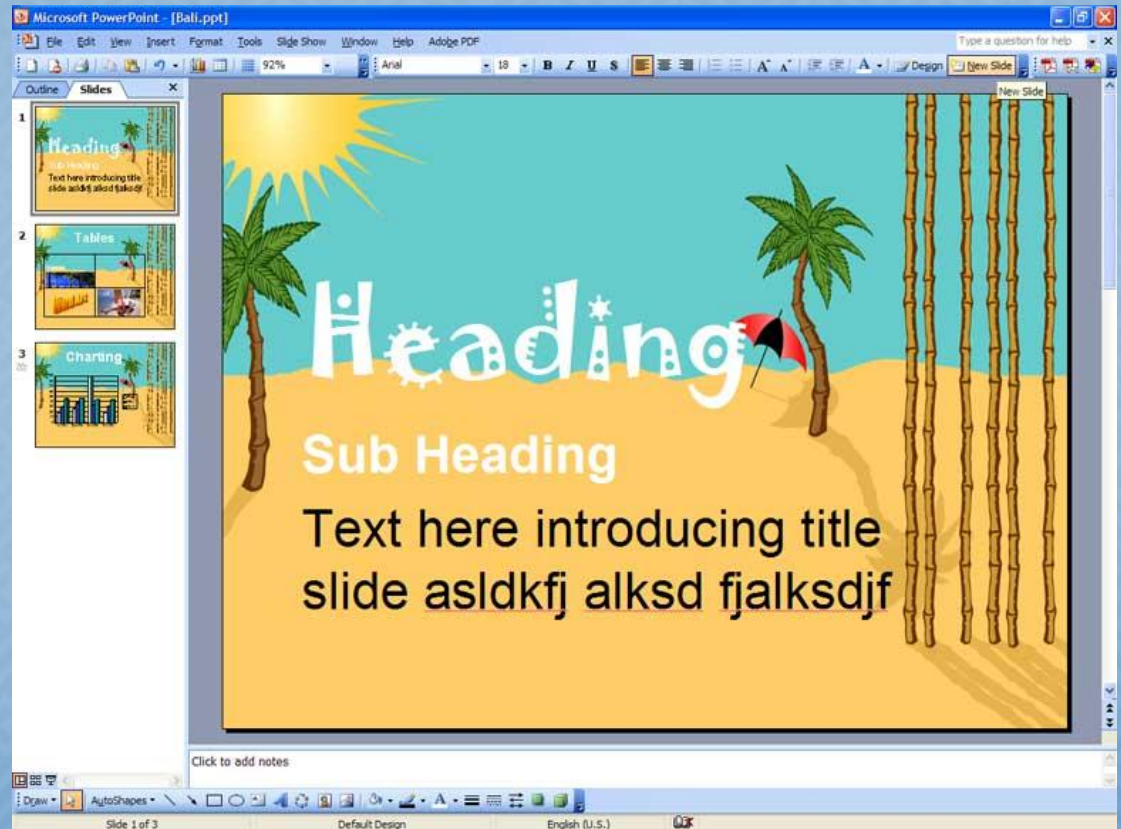 Microsoft PowerPoint - [Bali.ppt]
File Edit View Insert Format Tools Slide Show Window Help Adobe PDF
Type a question for help
92%
Arial
18
B I U S
A A
A
Design
New Slide
Outline
Slides
New Slide
1
Heading
Sub Heading
Text here introducing title
slide asldkfj alksd fjalksdjf
2
Tables
3
Charting
Heading
Sub Heading
Text here introducing title
slide asldkfj alksd fjalksdjf
Click to add notes
Draw
AutoShapes
A
Slide 1 of 3
Default Design
English (U.S.)